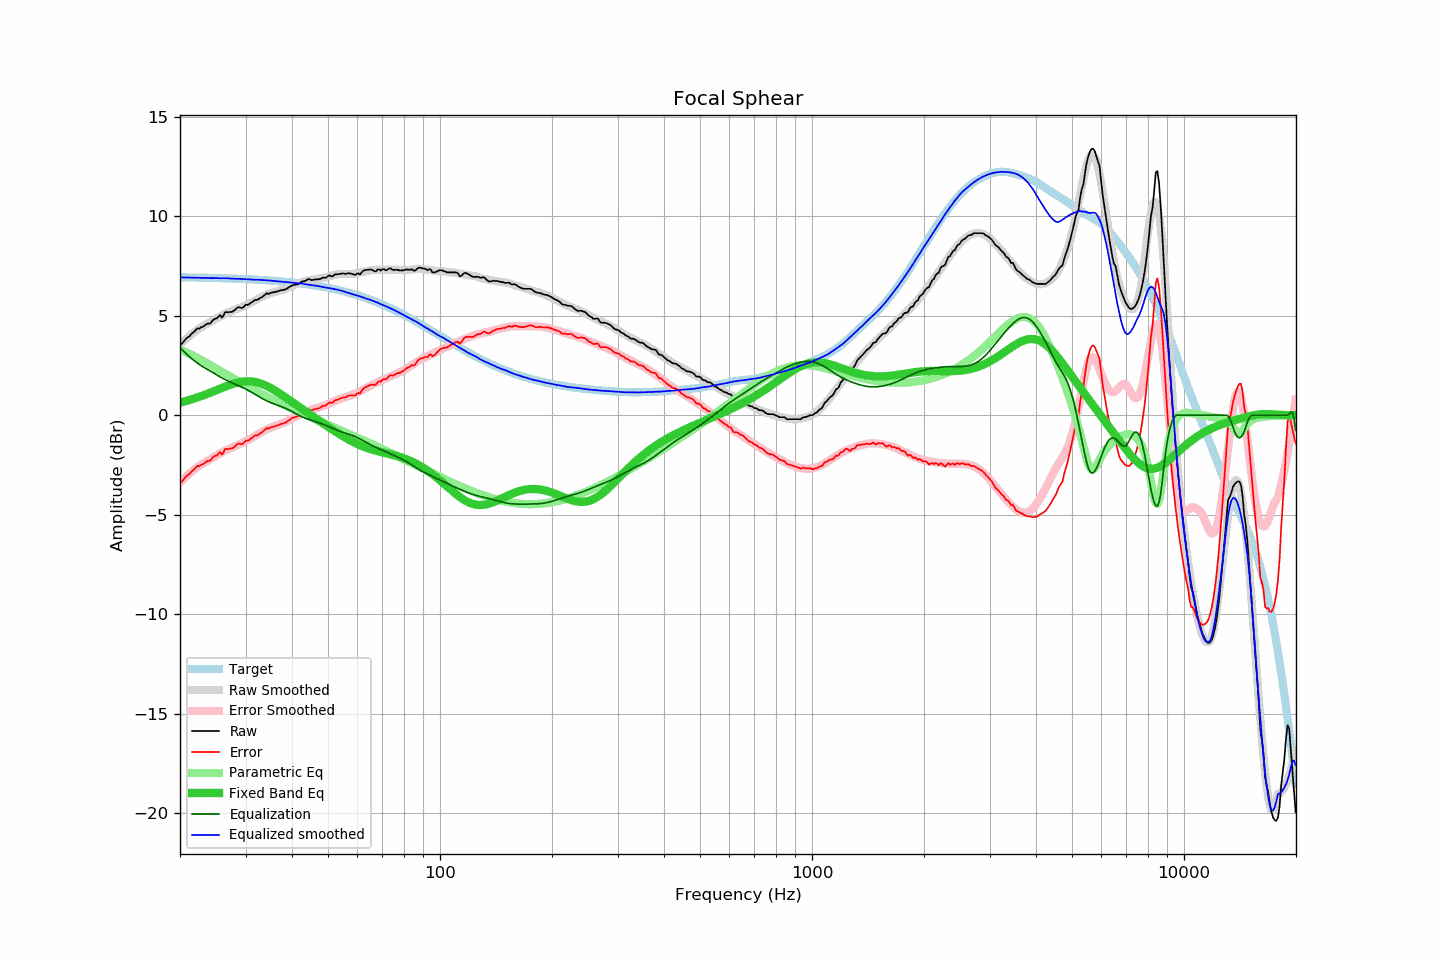 Focal Sphear
15
10
5
0
−5
−10
−15
−20
Amplitude (dBr)
Target
Raw Smoothed
Error Smoothed
Raw
Error
Parametric Eq
Fixed Band Eq
Equalization
Equalized smoothed
100 1000 10000
Frequency (Hz)